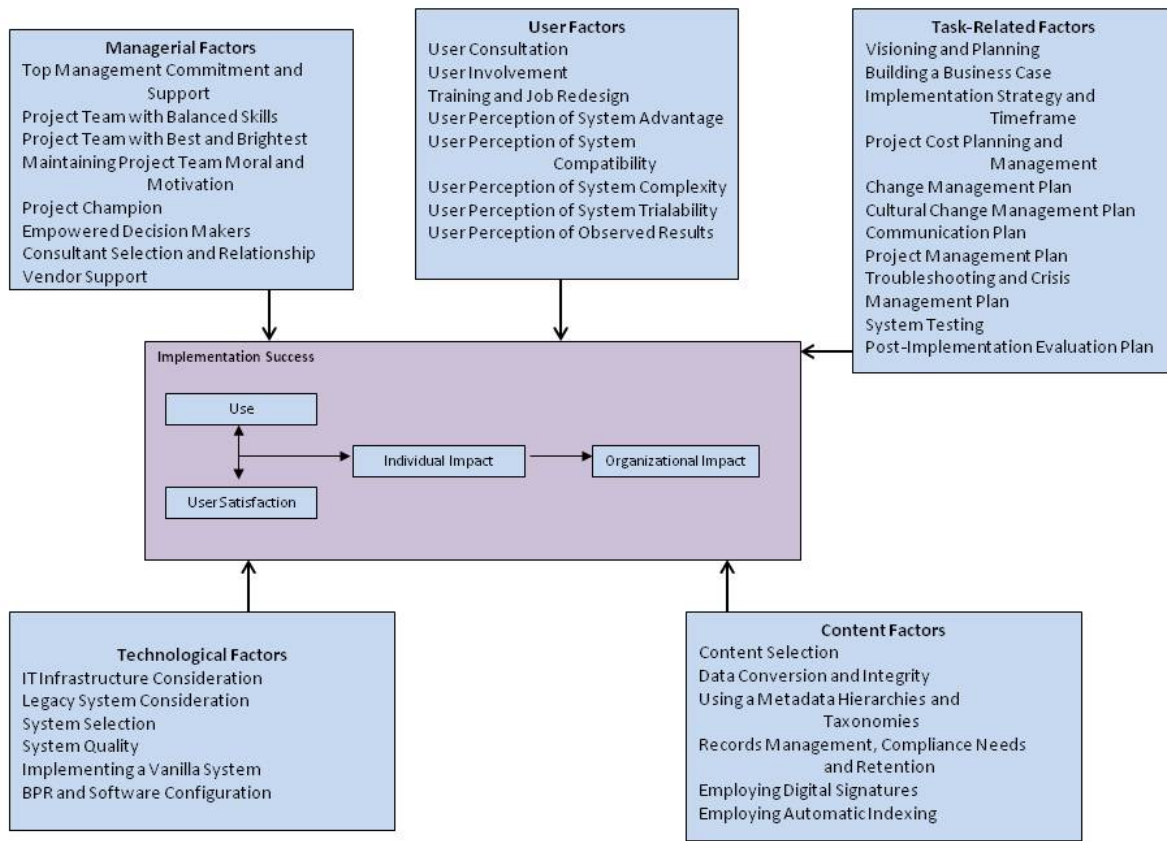 Managerial Factors
Top Management Commitment and
Support
Project Team with Balanced Skills
Project Team with Best and Brightest
Maintaining Project Team Moral and
Motivation
Project Champion
Empowered Decision Makers
Consultant Selection and Relationship
Vendor Support
User Factors
User Consultation
User Involvement
Training and Job Redesign
User Perception of System Advantage
User Perception of System
Compatibility
User Perception of System Complexity
User Perception of System Trialability
User Perception of Observed Results
Task-Related Factors
Visioning and Planning
Building a Business Case
Implementation Strategy and
Timeframe
Project Cost Planning and
Management
Change Management Plan
Cultural Change Management Plan
Communication Plan
Project Management Plan
Troubleshooting and Crisis
Management Plan
System Testing
Post-Implementation Evaluation Plan
Implementation Success
Use
Individual Impact
Organizational Impact
User Satisfaction
Technological Factors
IT Infrastructure Consideration
Legacy System Consideration
System Selection
System Quality
Implementing a Vanilla System
BPR and Software Configuration
Content Factors
Content Selection
Data Conversion and Integrity
Using a Metadata Hierarchies and
Taxonomies
Records Management, Compliance Needs
and Retention
Employing Digital Signatures
Employing Automatic Indexing